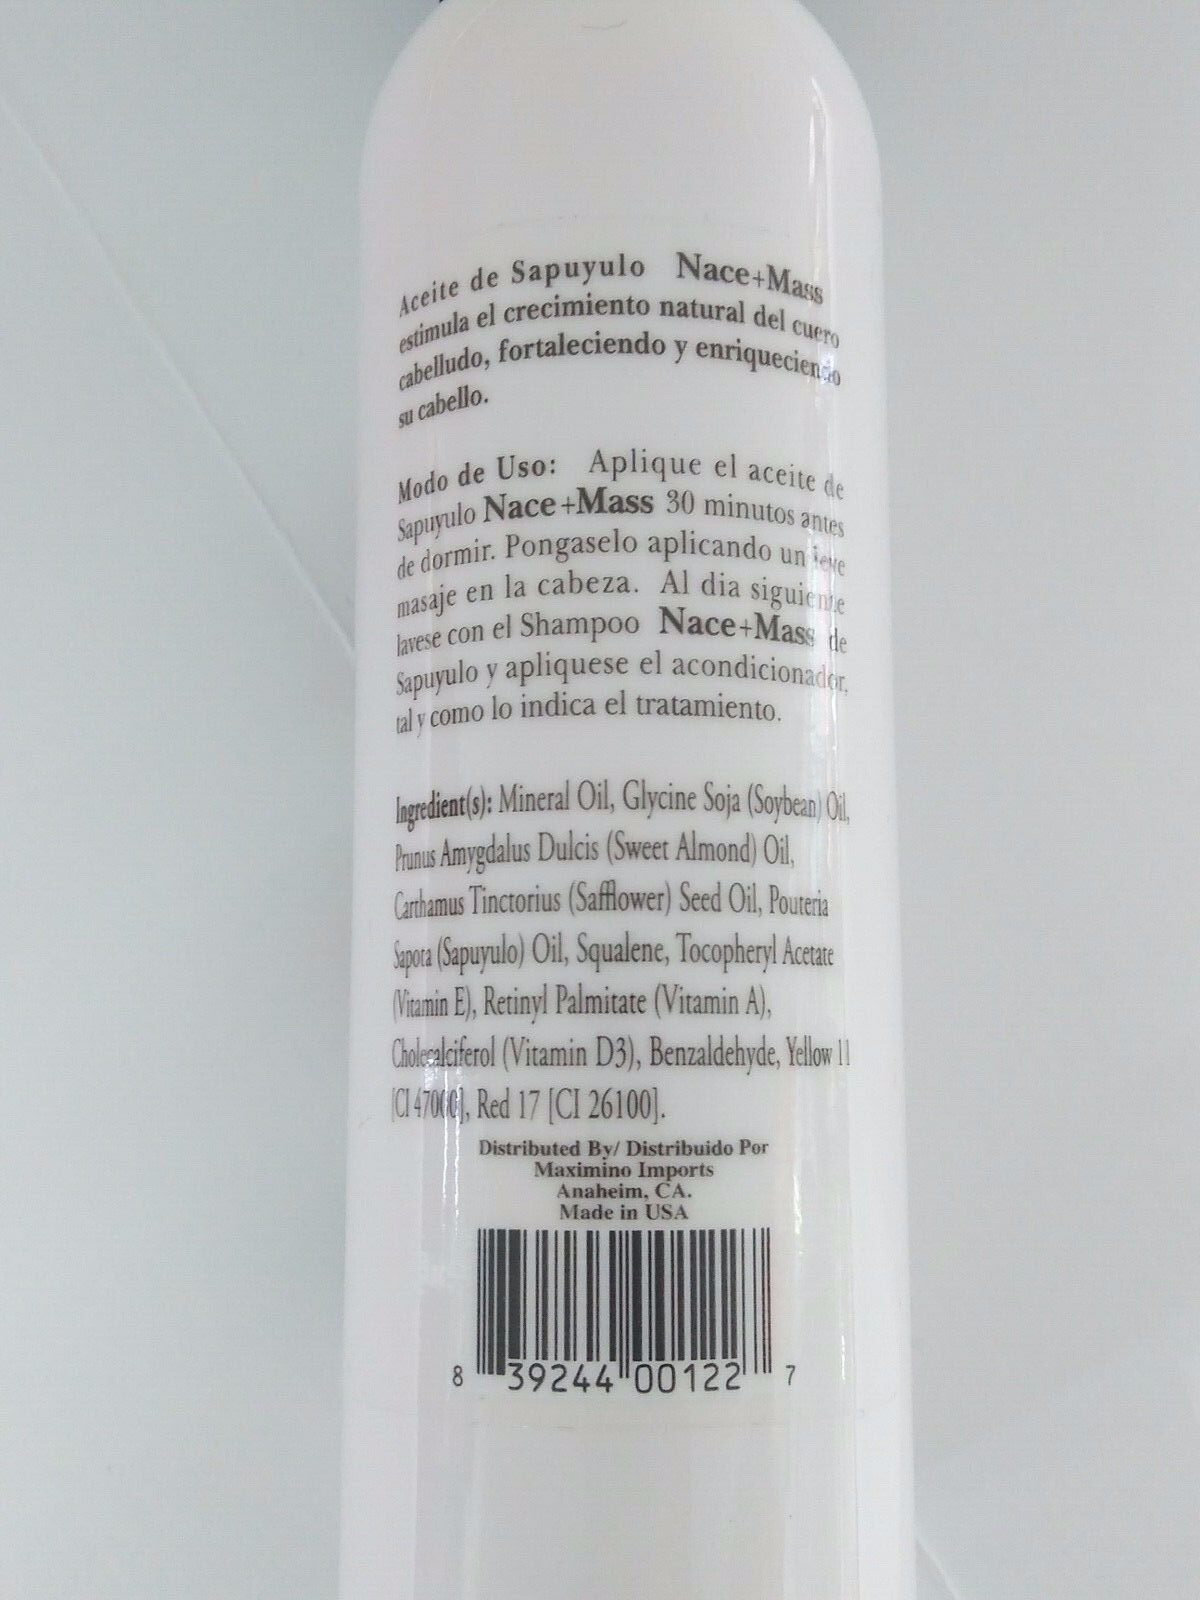 Aceite de Sapuyulo Nace+Mass
estimula el crecimiento natural del cuero
cabelludo, fortaleciendo y enriqueciendo
su cabello.
Modo de Uso: Aplique el aceite de
Sapuyulo Nace+Mass 30 minutos antes
de dormir. Pongaselo aplicando un leve
masaje en la cabeza. Al dia siguiente
lavese con el Shampoo Nace+Mass de
Sapuyulo y apliquese el acondicionador,
tal y como lo indica el tratamiento.
Ingredient(s): Mineral Oil, Glycine Soja (Soybean) Oil,
Prunus Amygdalus Dulcis (Sweet Almond) Oil,
Carthamus Tinctorius (Safflower) Seed Oil, Pouteria
Sapota (Sapuyulo) Oil, Squalene, Tocopheryl Acetate
(Vitamin E), Retinyl Palmitate (Vitamin A),
Cholecalciferol (Vitamin D3), Benzaldehyde, Yellow 11
[CI 47000], Red 17 [CI 26100].
Distributed By/ Distribuido Por
Maximino Imports
Anaheim, CA.
Made in USA
8 39244 00122 7